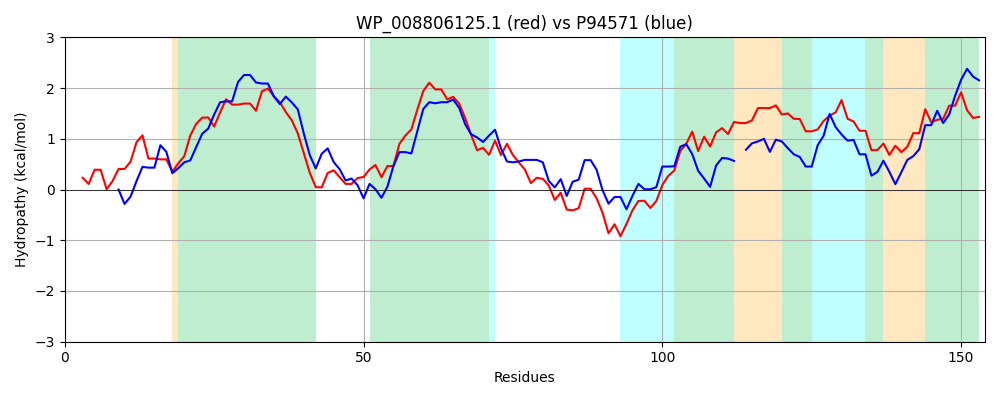 WP_008806125.1 (red) vs P94571 (blue)
Hydropathy (kcal/mol)
3
2
1
0
−1
−2
−3
0 50 100 150
Residues